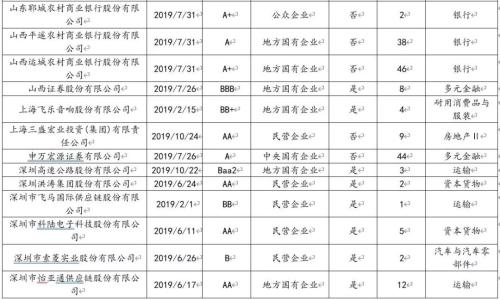 山东郓城农村商业银行股份有限公司 2019/7/31 A+ 公众企业 否 2 银行
山西平遥农村商业银行股份有限公司 2019/7/31 A+ 地方国有企业 否 38 银行
山西运城农村商业银行股份有限公司 2019/7/31 A+ 地方国有企业 否 46 银行
山西证券股份有限公司 2019/7/26 BBB 地方国有企业 是 8 多元金融
上海飞乐音响股份有限公司 2019/2/15 BB+ 地方国有企业 是 4 耐用消费品与服装
上海三盛宏业投资(集团)有限责任公司 2019/10/24 AA 民营企业 否 9 房地产Ⅱ
申万宏源证券有限公司 2019/7/26 A 中央国有企业 否 44 多元金融
深圳高速公路股份有限公司 2019/10/22 Baa2 地方国有企业 是 3 运输
深圳洪涛集团股份有限公司 2019/6/24 AA 民营企业 是 2 资本货物
深圳市飞马国际供应链股份有限公司 2019/2/1 BB 民营企业 是 1 运输
深圳市科陆电子科技股份有限公司 2019/6/11 AA 民营企业 是 5 资本货物
深圳市索菱实业股份有限公司 2019/6/26 B 民营企业 是 2 汽车与汽车零部件
深圳市怡亚通供应链股份有限公司 2019/6/17 AA 地方国有企业 是 12 运输